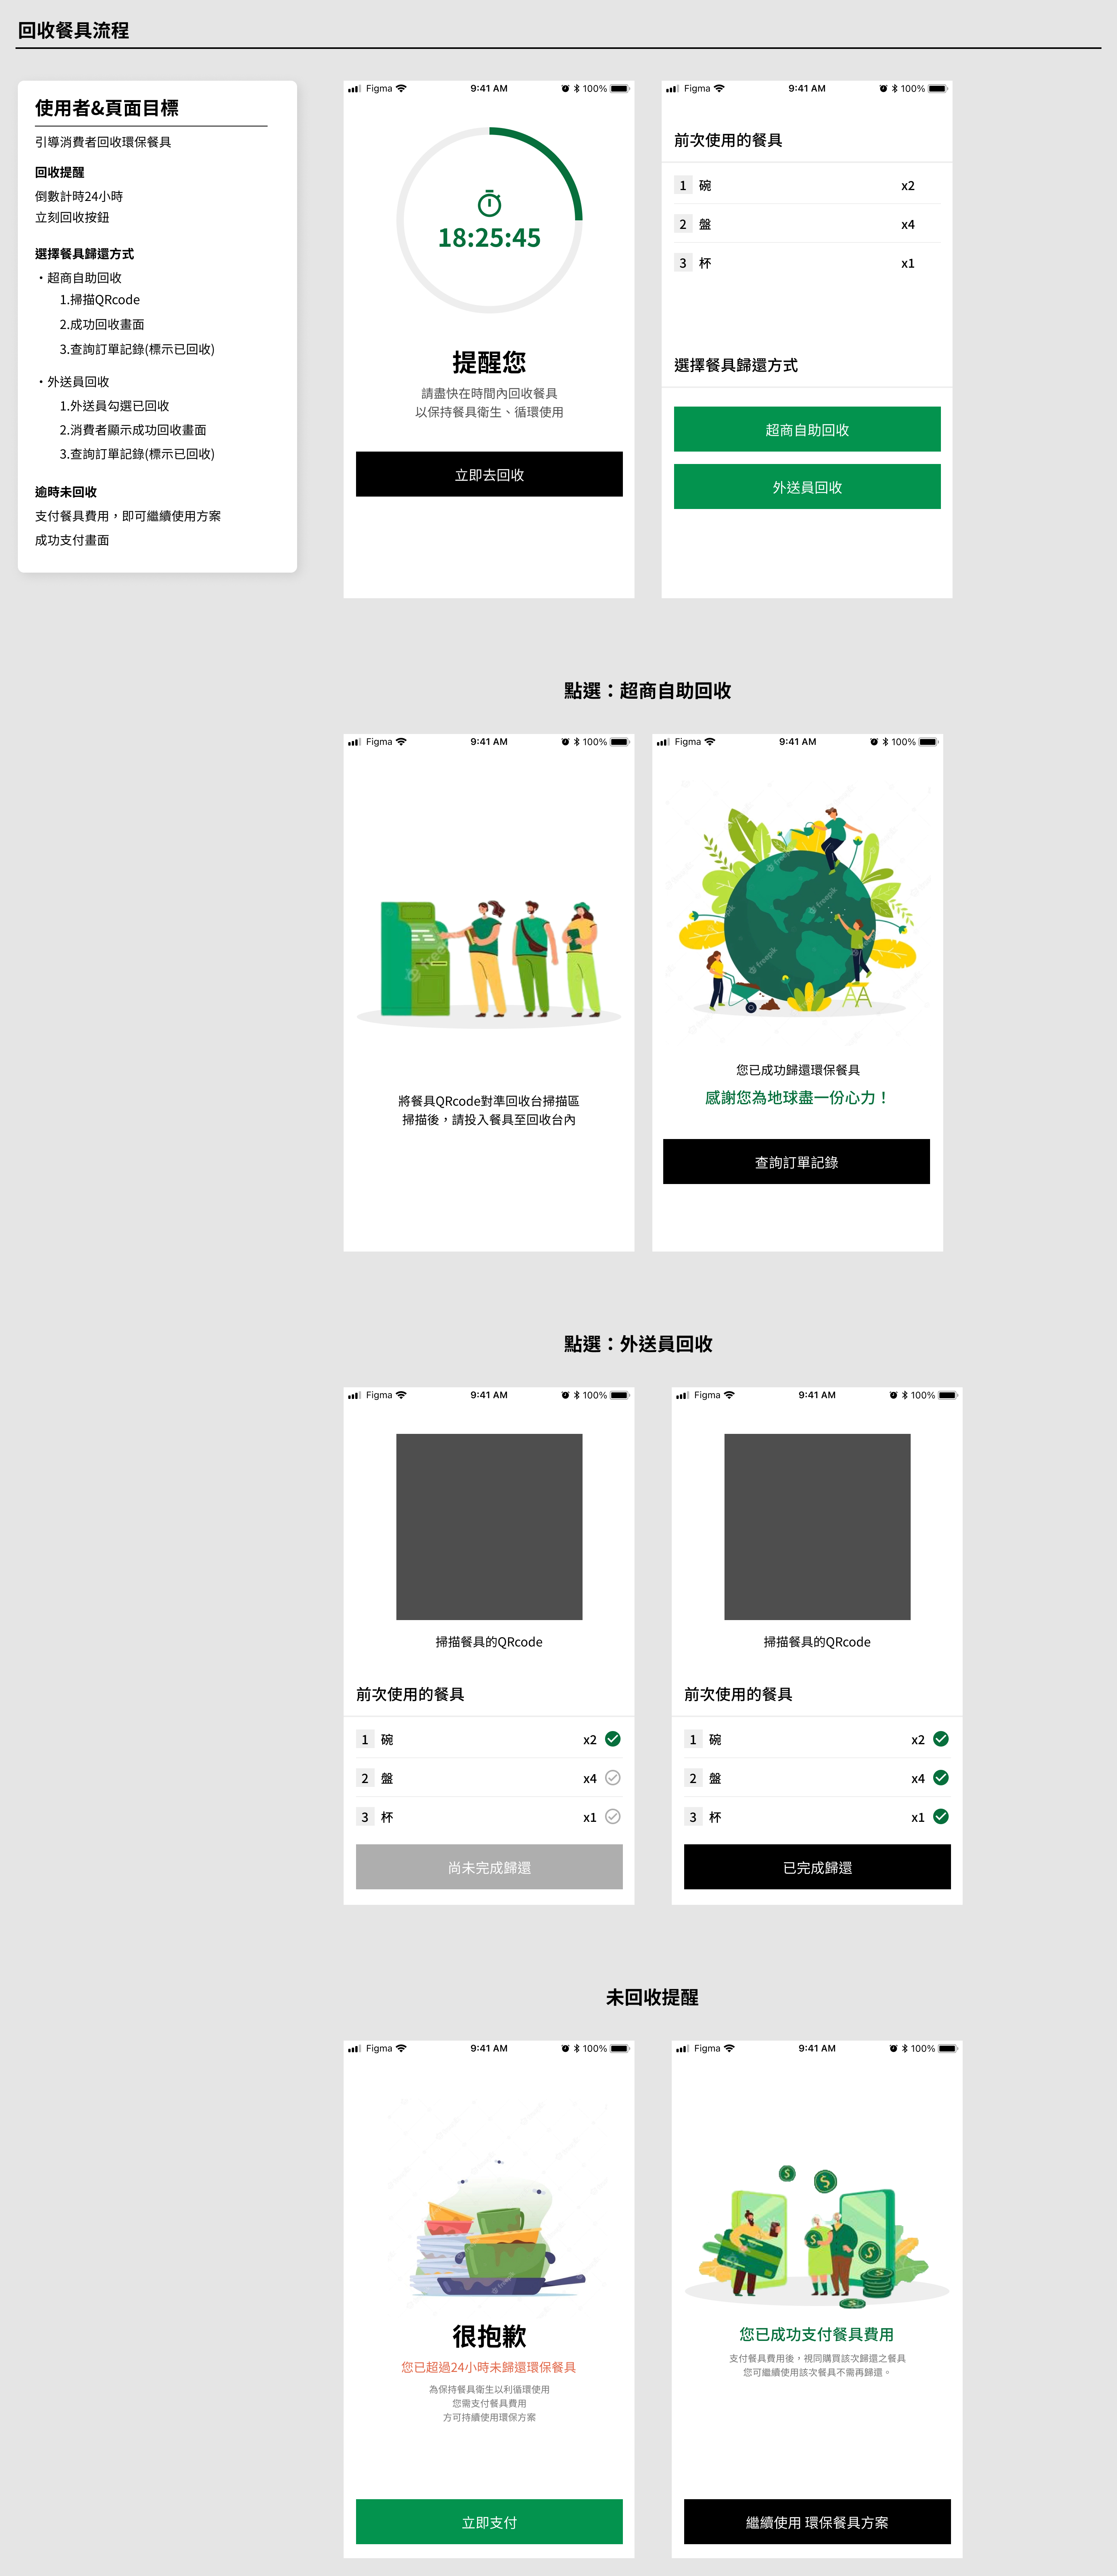 回收餐具流程
使用者&頁面目標
引導消費者回收環保餐具
回收提醒
倒數計時24小時
立刻回收按鈕
選擇餐具歸還方式
・超商自助回收
1.掃描QRcode
2.成功回收畫面
3.查詢訂單記錄(標示已回收)
・外送員回收
1.外送員勾選已回收
2.消費者顯示成功回收畫面
3.查詢訂單記錄(標示已回收)
逾時未回收
支付餐具費用，即可繼續使用方案
成功支付畫面
Figma 9:41 AM 100%
18:25:45
提醒您
請盡快在時間內回收餐具
以保持餐具衛生、循環使用
立即去回收
Figma 9:41 AM 100%
前次使用的餐具
1 碗 x2
2 盤 x4
3 杯 x1
選擇餐具歸還方式
超商自助回收
外送員回收
點選：超商自助回收
Figma 9:41 AM 100%
將餐具QRcode對準回收台掃描區
掃描後，請投入餐具至回收台內
Figma 9:41 AM 100%
freepik
freepik
freepik
您已成功歸還環保餐具
感謝您為地球盡一份心力！
查詢訂單記錄
點選：外送員回收
Figma 9:41 AM 100%
掃描餐具的QRcode
前次使用的餐具
1 碗 x2
2 盤 x4
3 杯 x1
尚未完成歸還
Figma 9:41 AM 100%
掃描餐具的QRcode
前次使用的餐具
1 碗 x2
2 盤 x4
3 杯 x1
已完成歸還
未回收提醒
Figma 9:41 AM 100%
很抱歉
您已超過24小時未歸還環保餐具
為保持餐具衛生以利循環使用
您需支付餐具費用
方可持續使用環保方案
立即支付
Figma 9:41 AM 100%
您已成功支付餐具費用
支付餐具費用後，視同購買該次歸還之餐具
您可繼續使用該次餐具不需再歸還。
繼續使用 環保餐具方案